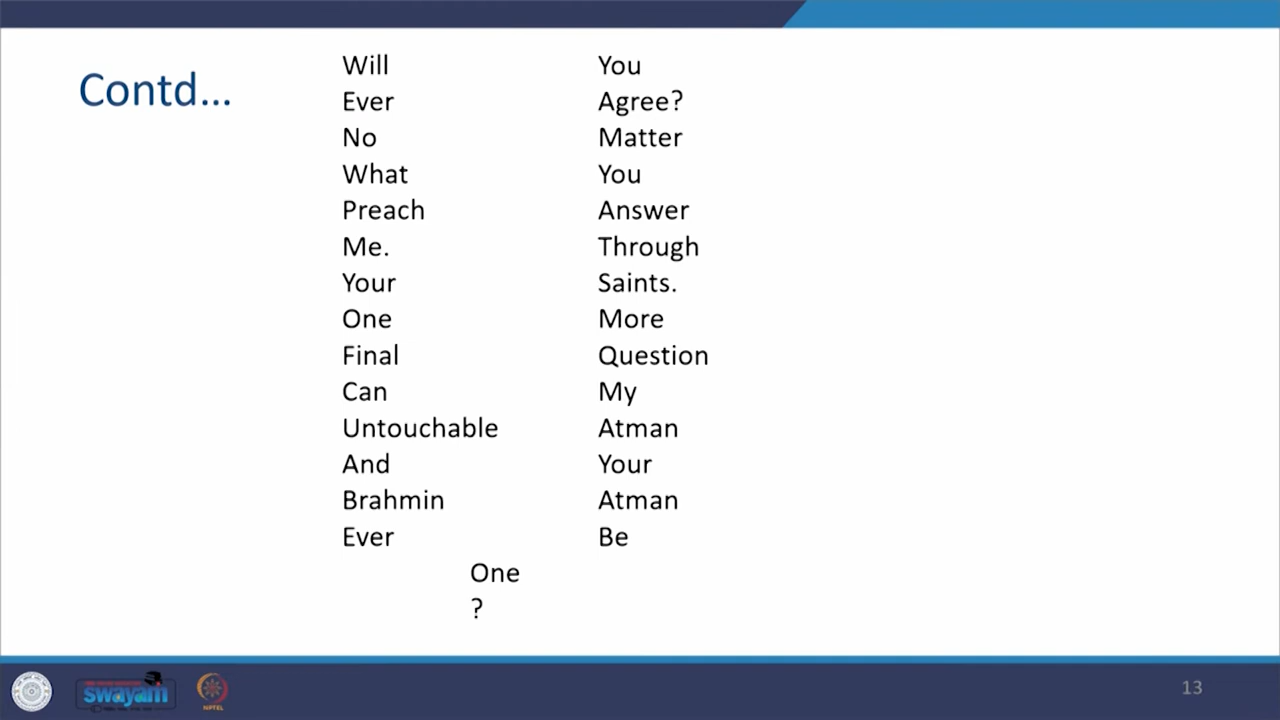 Contd...
Will You
Ever Agree?
No Matter
What You
Preach Answer
Me. Through
Your Saints.
One More
Final Question
Can My
Untouchable Atman
And Your
Brahmin Atman
Ever Be
One
?
swayam
NPTEL
13